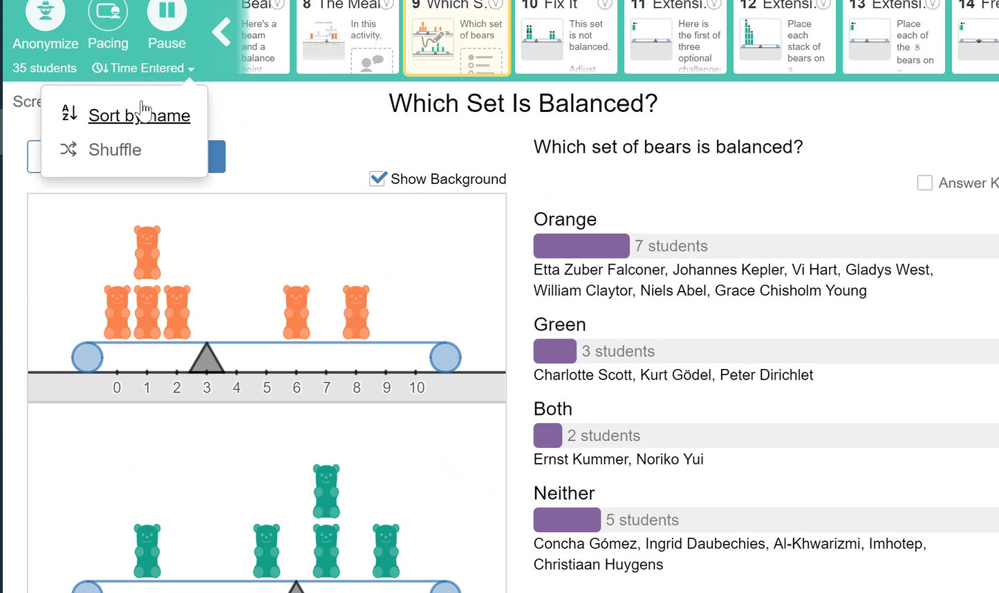 Anonymize
Pacing
Pause
35 students
Time Entered
Sort by name
Shuffle
Here's a
beam
and a
balance
point
8 The Mea
In this
activity,
9 Which S.
Which set
of bears
10 Fix It
This set
is not
balanced.
Adjust
11 Extensi.
Here is
the first of
three
optional
challenge
12 Extensi.
Place
each
stack of
bears on
a
13 Extensi.
Place
each of
the 8
bears on
14 Fre
Scre
Which Set Is Balanced?
Show Background
0 1 2 3 4 5 6 7 8 9 10
Which set of bears is balanced?
Answer K
Orange
7 students
Etta Zuber Falconer, Johannes Kepler, Vi Hart, Gladys West,
William Claytor, Niels Abel, Grace Chisholm Young
Green
3 students
Charlotte Scott, Kurt Gödel, Peter Dirichlet
Both
2 students
Ernst Kummer, Noriko Yui
Neither
5 students
Concha Gómez, Ingrid Daubechies, Al-Khwarizmi, Imhotep,
Christiaan Huygens